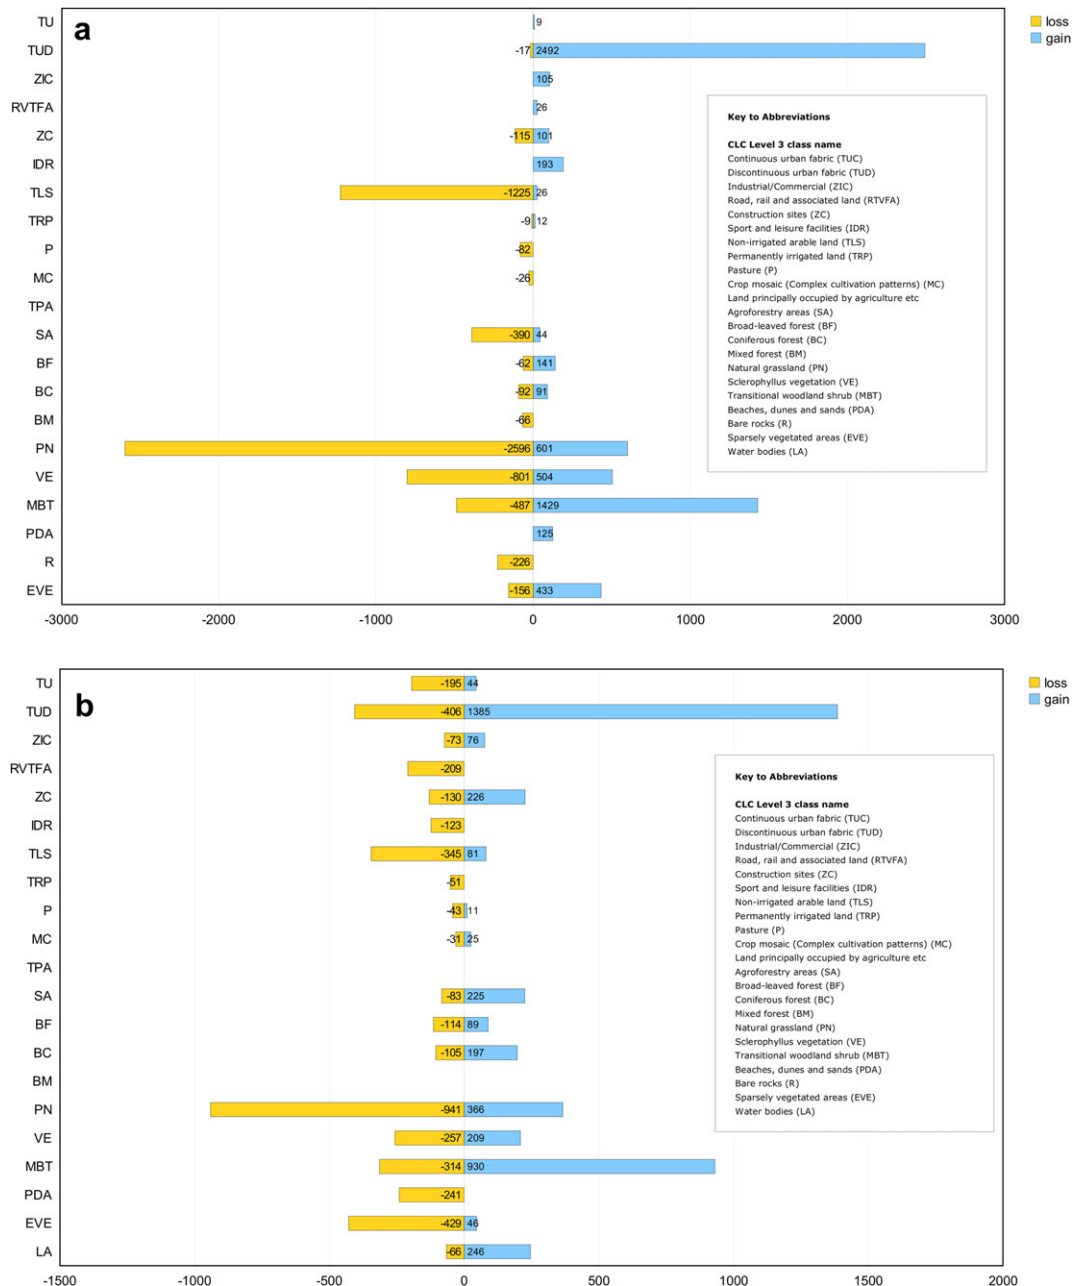 a
loss
gain
TU 9
TUD -17 2492
ZIC 105
RVTFA 26
ZC -115 101
IDR 193
TLS -1225 26
TRP -9 12
P -82
MC -26
TPA
SA -390 44
BF -62 141
BC -92 91
BM -66
PN -2596 601
VE -801 504
MBT -487 1429
PDA 125
R -226
EVE -156 433
-3000 -2000 -1000 0 1000 2000 3000
Key to Abbreviations
CLC Level 3 class name
Continuous urban fabric (TUC)
Discontinuous urban fabric (TUD)
Industrial/Commercial (ZIC)
Road, rail and associated land (RTVFA)
Construction sites (ZC)
Sport and leisure facilities (IDR)
Non-irrigated arable land (TLS)
Permanently irrigated land (TRP)
Pasture (P)
Crop mosaic (Complex cultivation patterns) (MC)
Land principally occupied by agriculture etc
Agroforestry areas (SA)
Broad-leaved forest (BF)
Coniferous forest (BC)
Mixed forest (BM)
Natural grassland (PN)
Sclerophyllus vegetation (VE)
Transitional woodland shrub (MBT)
Beaches, dunes and sands (PDA)
Bare rocks (R)
Sparsely vegetated areas (EVE)
Water bodies (LA)
b
loss
gain
TU -195 44
TUD -406 1385
ZIC -73 76
RVTFA -209
ZC -130 226
IDR -123
TLS -345 81
TRP -51
P -43 11
MC -31 25
TPA
SA -83 225
BF -114 89
BC -105 197
BM
PN -941 366
VE -257 209
MBT -314 930
PDA -241
EVE -429 46
LA -66 246
-1500 -1000 -500 0 500 1000 1500 2000
Key to Abbreviations
CLC Level 3 class name
Continuous urban fabric (TUC)
Discontinuous urban fabric (TUD)
Industrial/Commercial (ZIC)
Road, rail and associated land (RTVFA)
Construction sites (ZC)
Sport and leisure facilities (IDR)
Non-irrigated arable land (TLS)
Permanently irrigated land (TRP)
Pasture (P)
Crop mosaic (Complex cultivation patterns) (MC)
Land principally occupied by agriculture etc
Agroforestry areas (SA)
Broad-leaved forest (BF)
Coniferous forest (BC)
Mixed forest (BM)
Natural grassland (PN)
Sclerophyllus vegetation (VE)
Transitional woodland shrub (MBT)
Beaches, dunes and sands (PDA)
Bare rocks (R)
Sparsely vegetated areas (EVE)
Water bodies (LA)